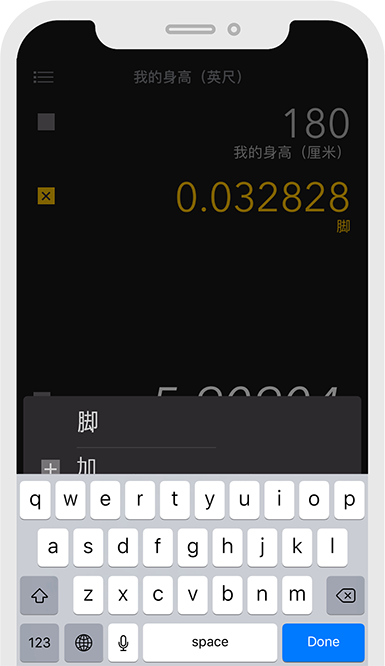 我的身高（英尺）
180
我的身高（厘米）
0.032828
脚
脚
加
q w e r t y u i o p
a s d f g h j k l
z x c v b n m
123 space Done